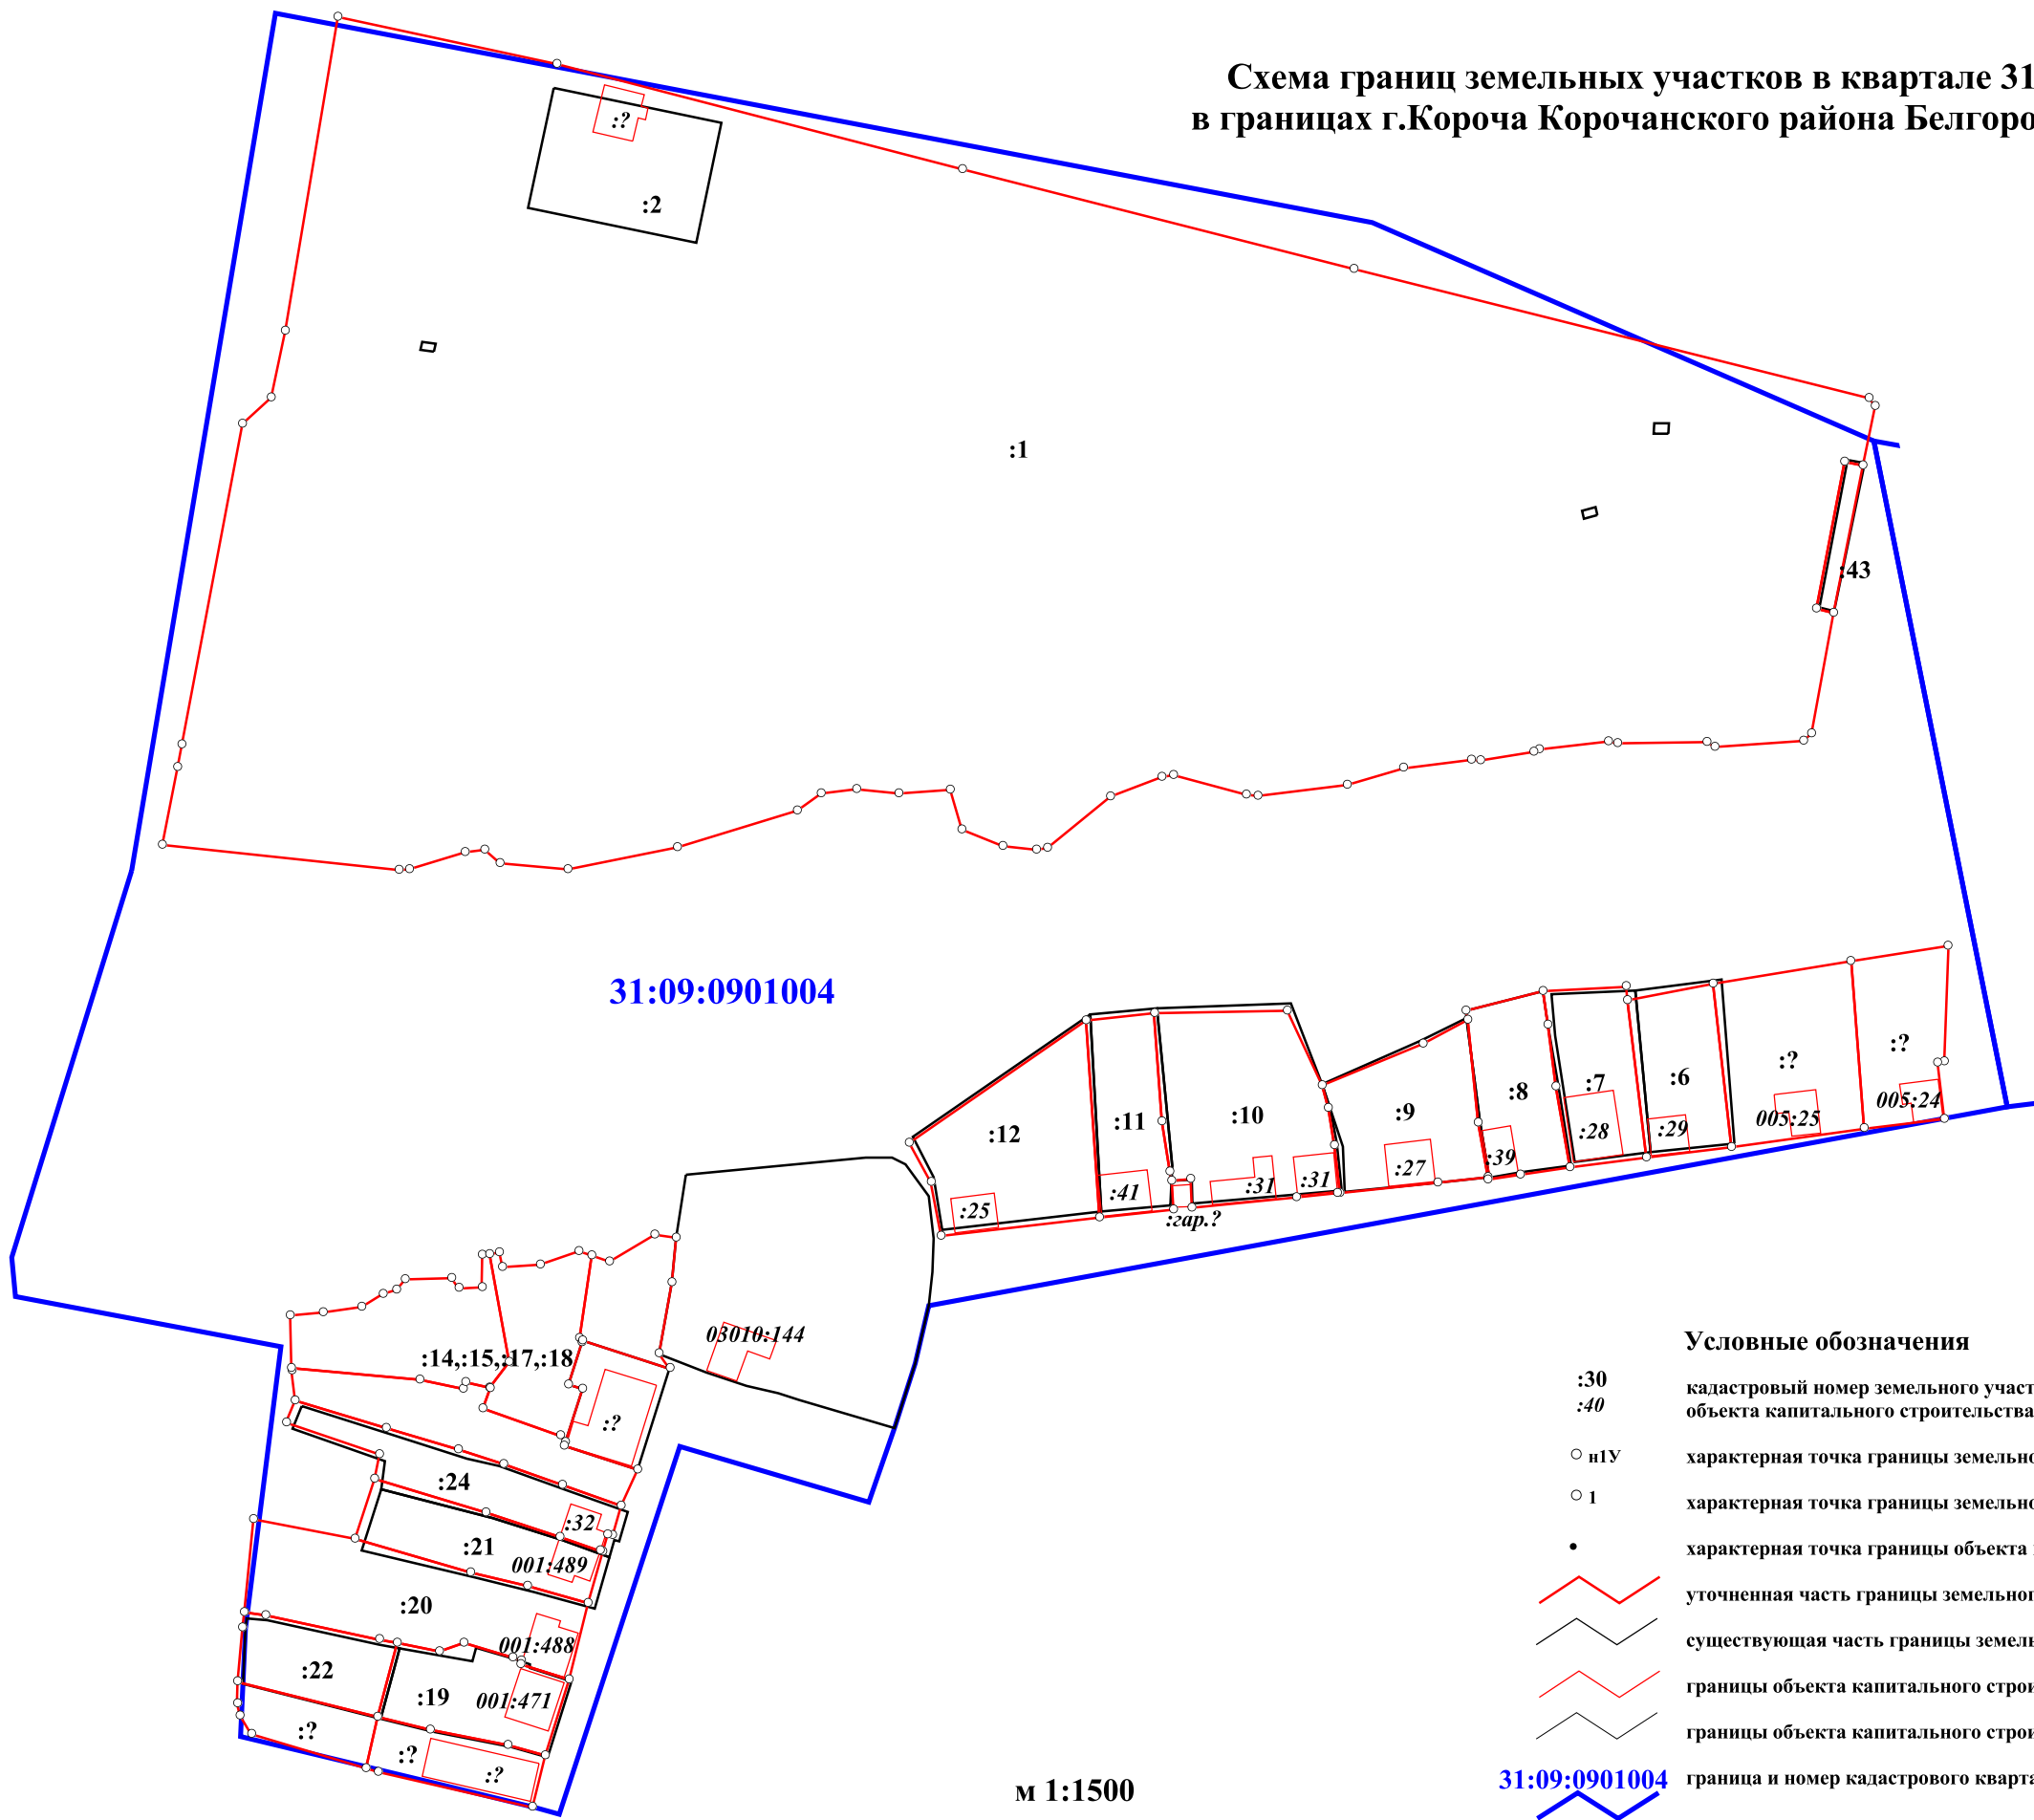 Схема границ земельных участков в квартале 31
в границах г.Короча Корочанского района Белгоро
:?
:2
:1
:43
31:09:0901004
:?
:?
:6
:7
:8
:9
:10
:11
:12
005:24
005:25
:29
:28
:39
:27
:31
:31
:41
:25
:гар.?
03010:144
:14,:15,:17,:18
:?
:24
:32
:21
001:489
:20
001:488
:22
:19
001:471
:?
:?
:?
м 1:1500
Условные обозначения
:30 кадастровый номер земельного участ
:40 объекта капитального строительства
н1У характерная точка границы земельно
1 характерная точка границы земельно
характерная точка границы объекта
уточненная часть границы земельног
существующая часть границы земель
границы объекта капитального строи
границы объекта капитального строи
31:09:0901004 граница и номер кадастрового кварта